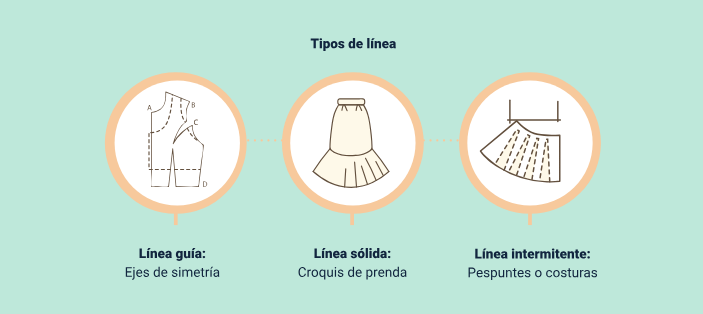 Tipos de línea
A
B
C
D
Línea guía:
Ejes de simetría
Línea sólida:
Croquis de prenda
Línea intermitente:
Pespuntes o costuras